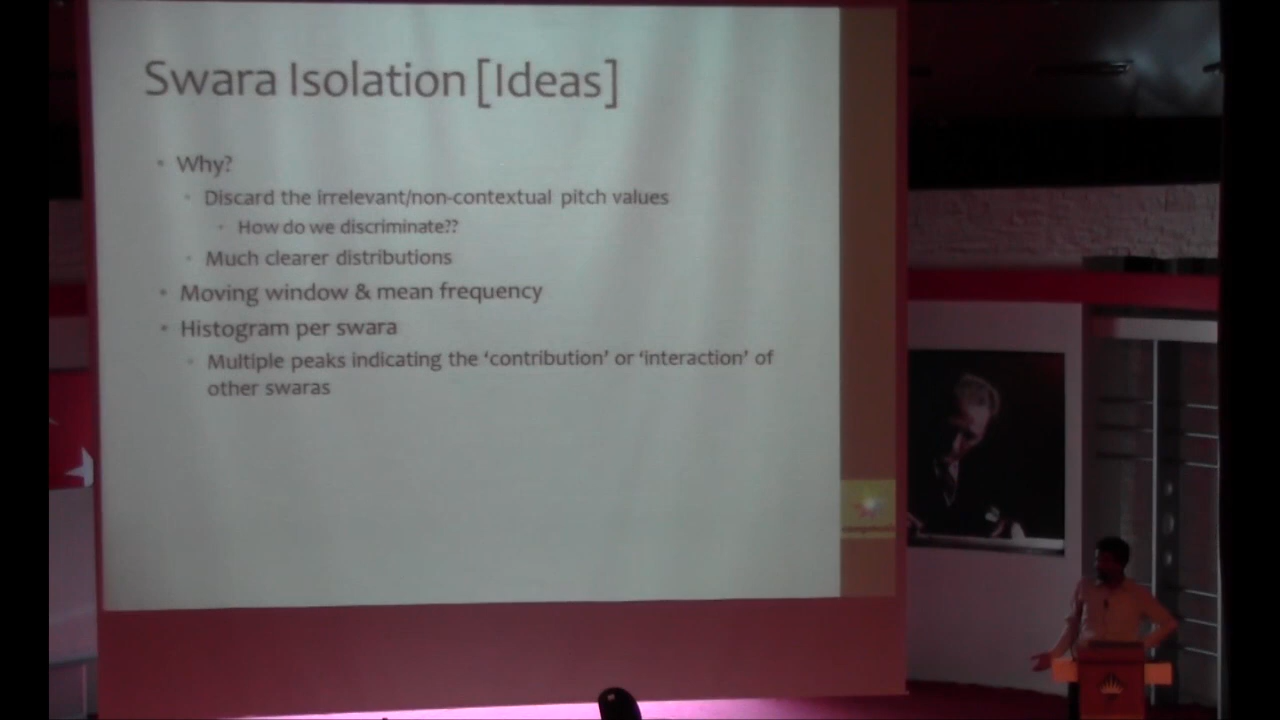 Swara Isolation [Ideas]
Why?
Discard the irrelevant/non-contextual pitch values
How do we discriminate??
Much clearer distributions
Moving window & mean frequency
Histogram per swara
Multiple peaks indicating the ‘contribution’ or ‘interaction’ of
other swaras